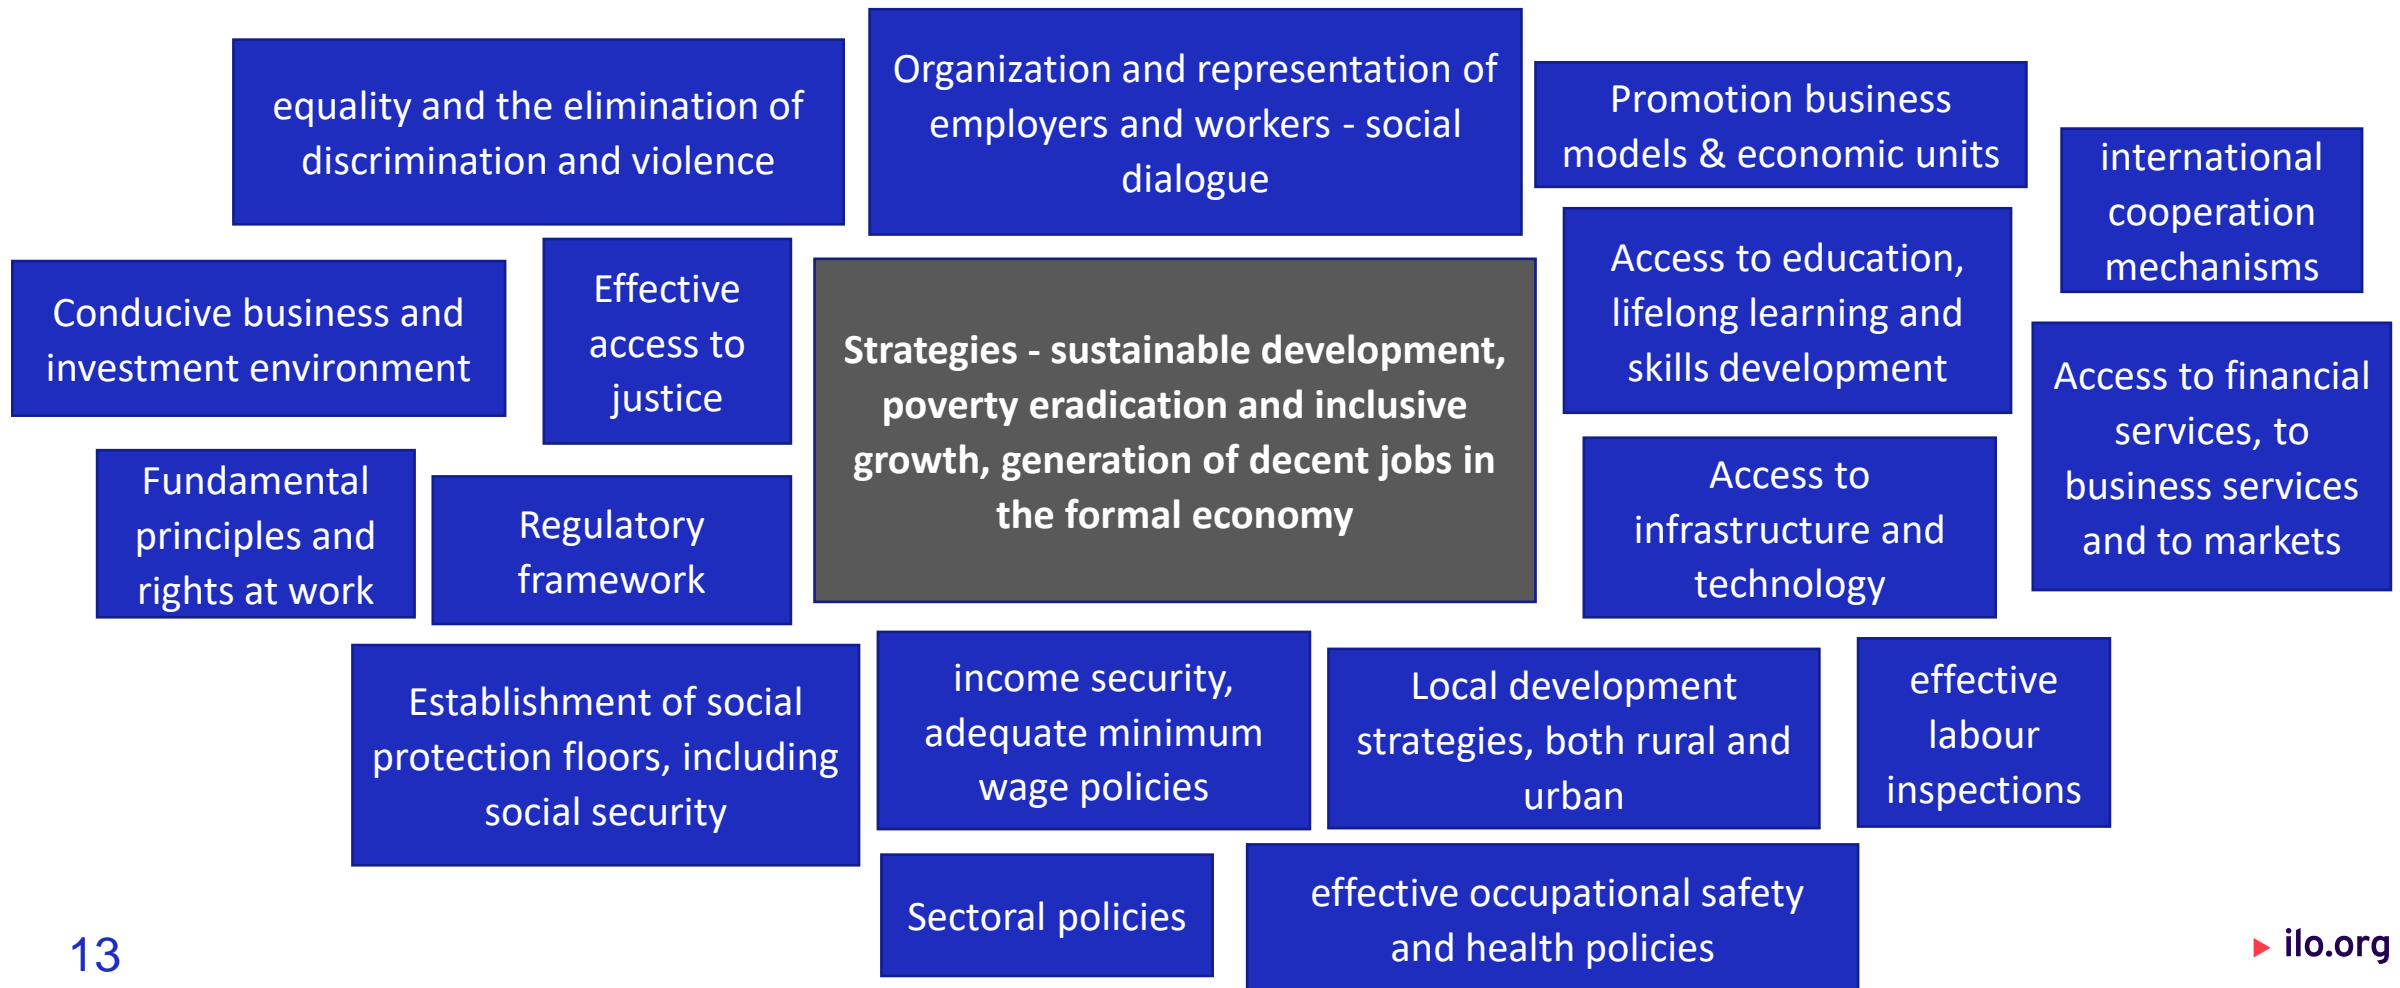 equality and the elimination of
discrimination and violence
Organization and representation of
employers and workers - social
dialogue
Promotion business
models & economic units
international
cooperation
mechanisms
Conducive business and
investment environment
Effective
access to
justice
Strategies - sustainable development,
poverty eradication and inclusive
growth, generation of decent jobs in
the formal economy
Access to education,
lifelong learning and
skills development
Access to financial
services, to
business services
and to markets
Fundamental
principles and
rights at work
Regulatory
framework
Access to
infrastructure and
technology
Establishment of social
protection floors, including
social security
income security,
adequate minimum
wage policies
Local development
strategies, both rural and
urban
effective
labour
inspections
Sectoral policies
effective occupational safety
and health policies
13
ilo.org